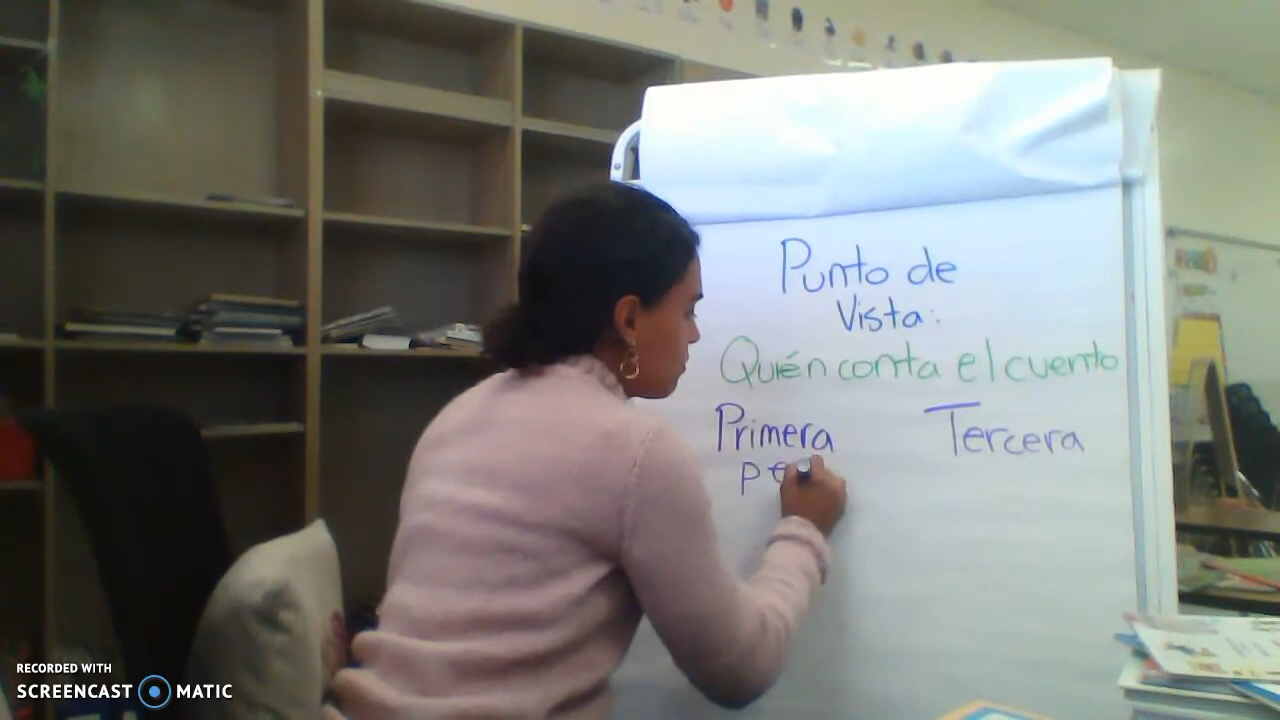 Punto de
Vista:
Quién conta el cuento
Primera Tercera
pe
RECORDED WITH
SCREENCAST MATIC